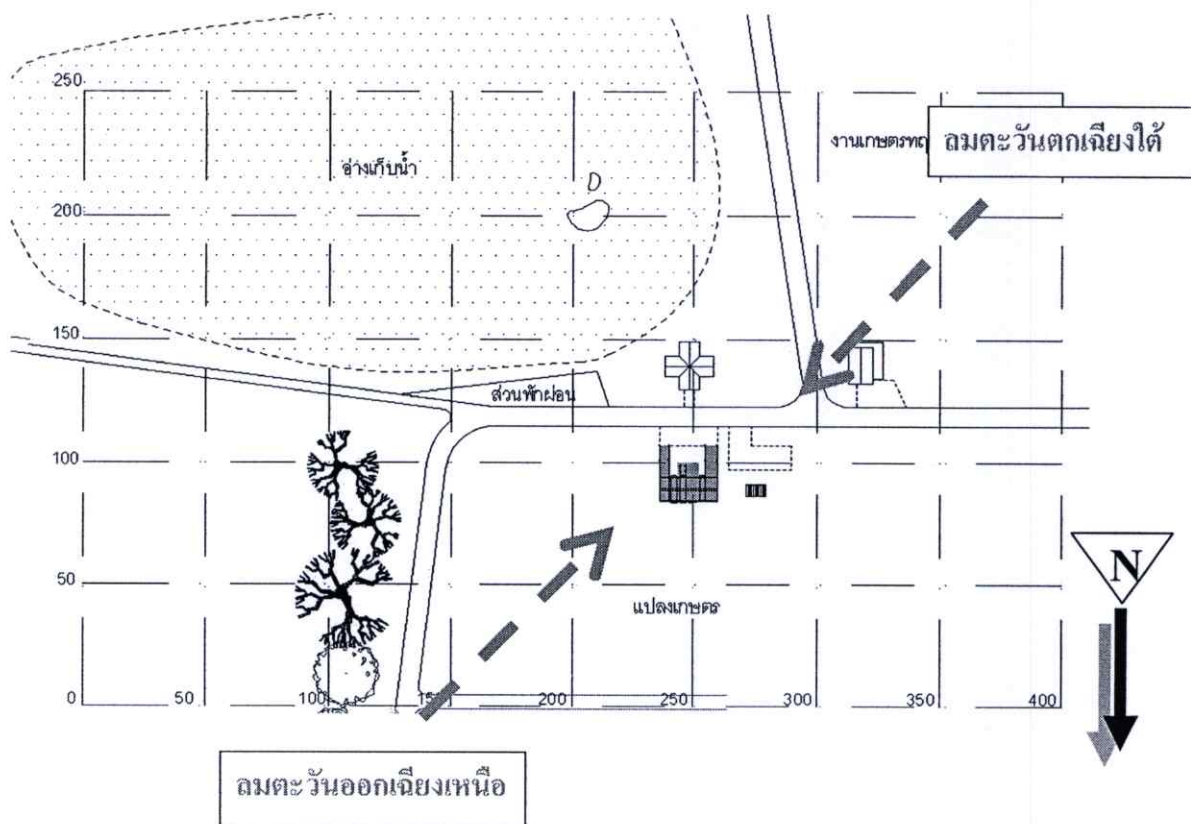 250
งานเกษตรทฤ
ลมตะวันตกเฉียงใต้
อ่างเก็บน้ำ
D
200
150
ส่วนพักผ่อน
100
50
แปลงเกษตร
N
0 50 100 150 200 250 300 350 400
ลมตะวันออกเฉียงเหนือ